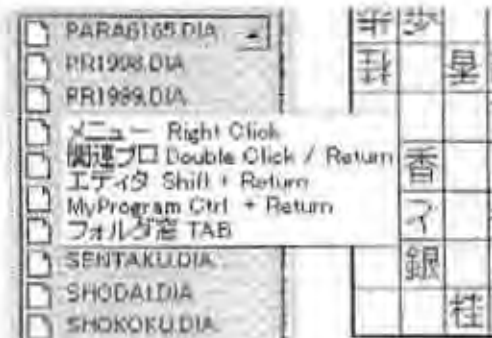 PARA6165.DIA
PR1998.DIA
PR1999.DIA
メニュー Right Click
関連プロ Double Click / Return
エディタ Shift + Return
MyProgram Ctrl + Return
フォルダ窓 TAB
SENTAKU.DIA
SHODAI.DIA
SHOKOKU.DIA
歩
香
銀
桂